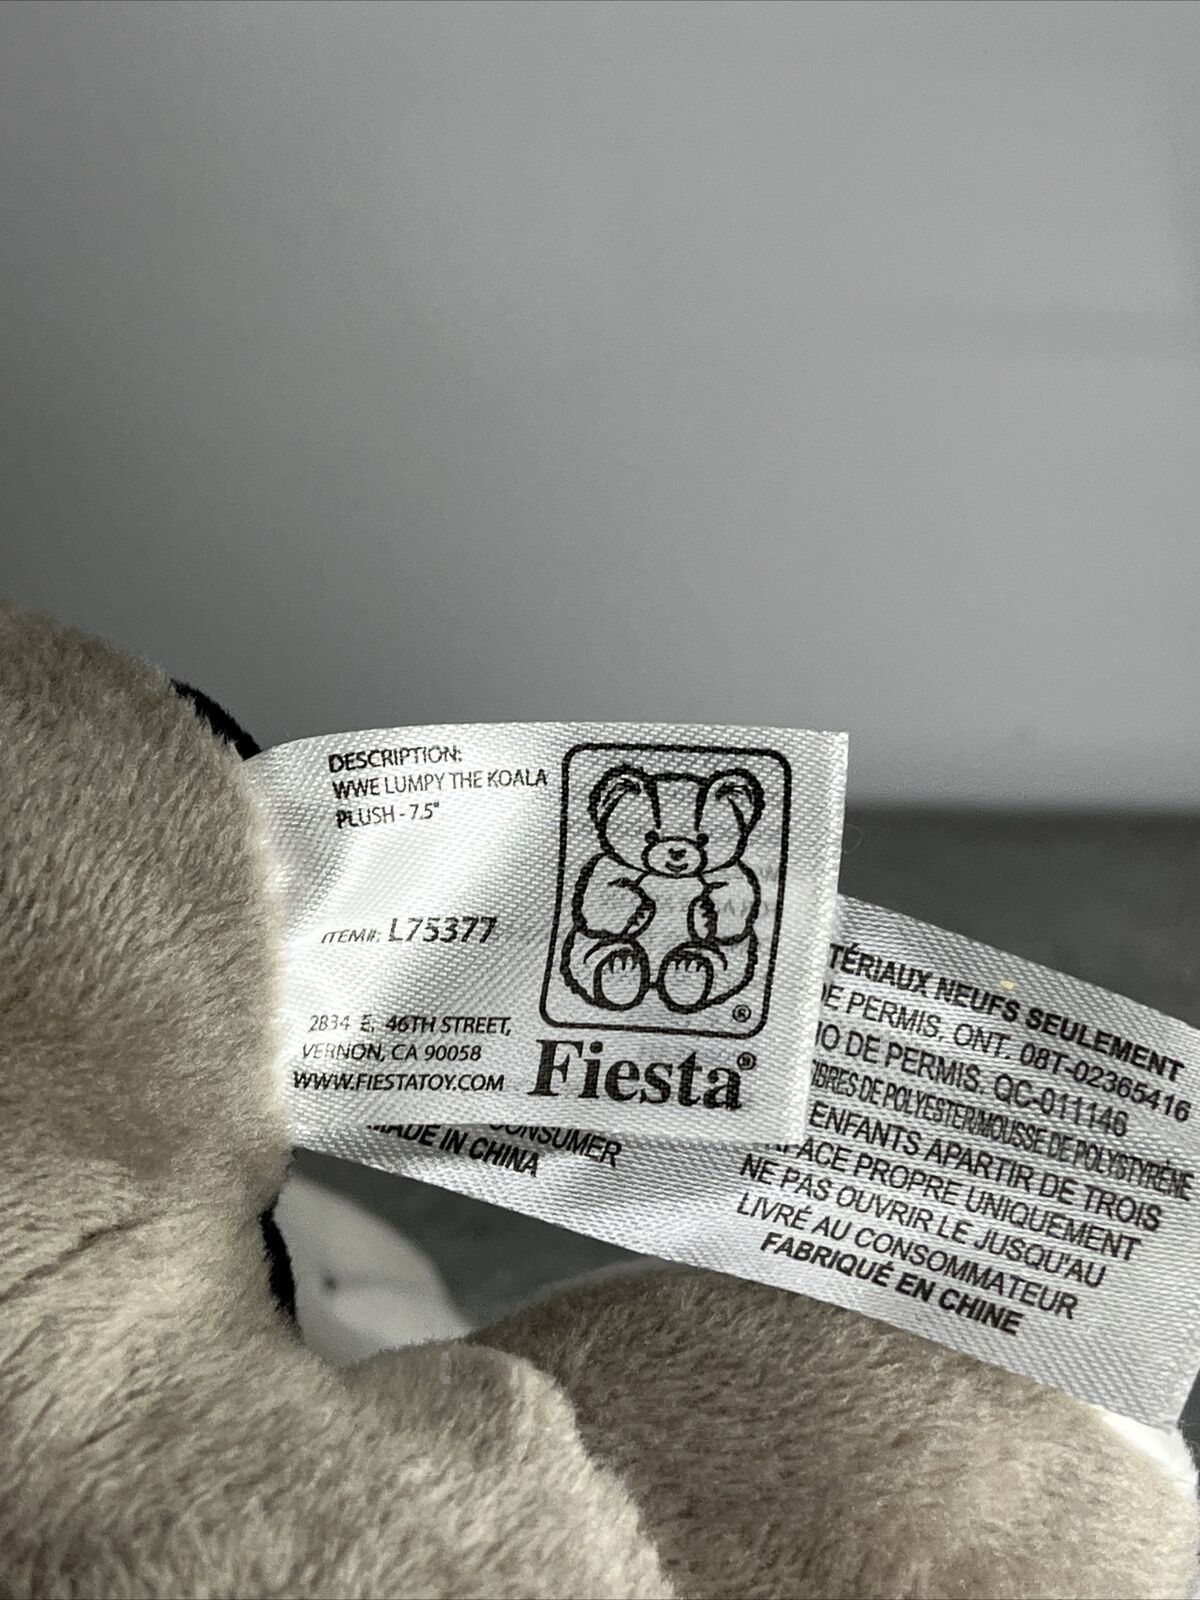 DESCRIPTION:
WWE LUMPY THE KOALA
PLUSH - 7.5"
ITEM#: L75377
2834 E. 46TH STREET,
VERNON, CA 90058
WWW.FIESTATOY.COM
®
Fiesta®
CONSUMER
MADE IN CHINA
TÉRIAUX NEUFS SEULEMENT
DE PERMIS, ONT. 08T-02365416
NO DE PERMIS. QC-011146
IBRES DE POLYESTER/MOUSSE DE POLYSTYRÈNE
ENFANTS APARTIR DE TROIS
FACE PROPRE UNIQUEMENT
NE PAS OUVRIR LE JUSQU'AU
LIVRÉ AU CONSOMMATEUR
FABRIQUÉ EN CHINE